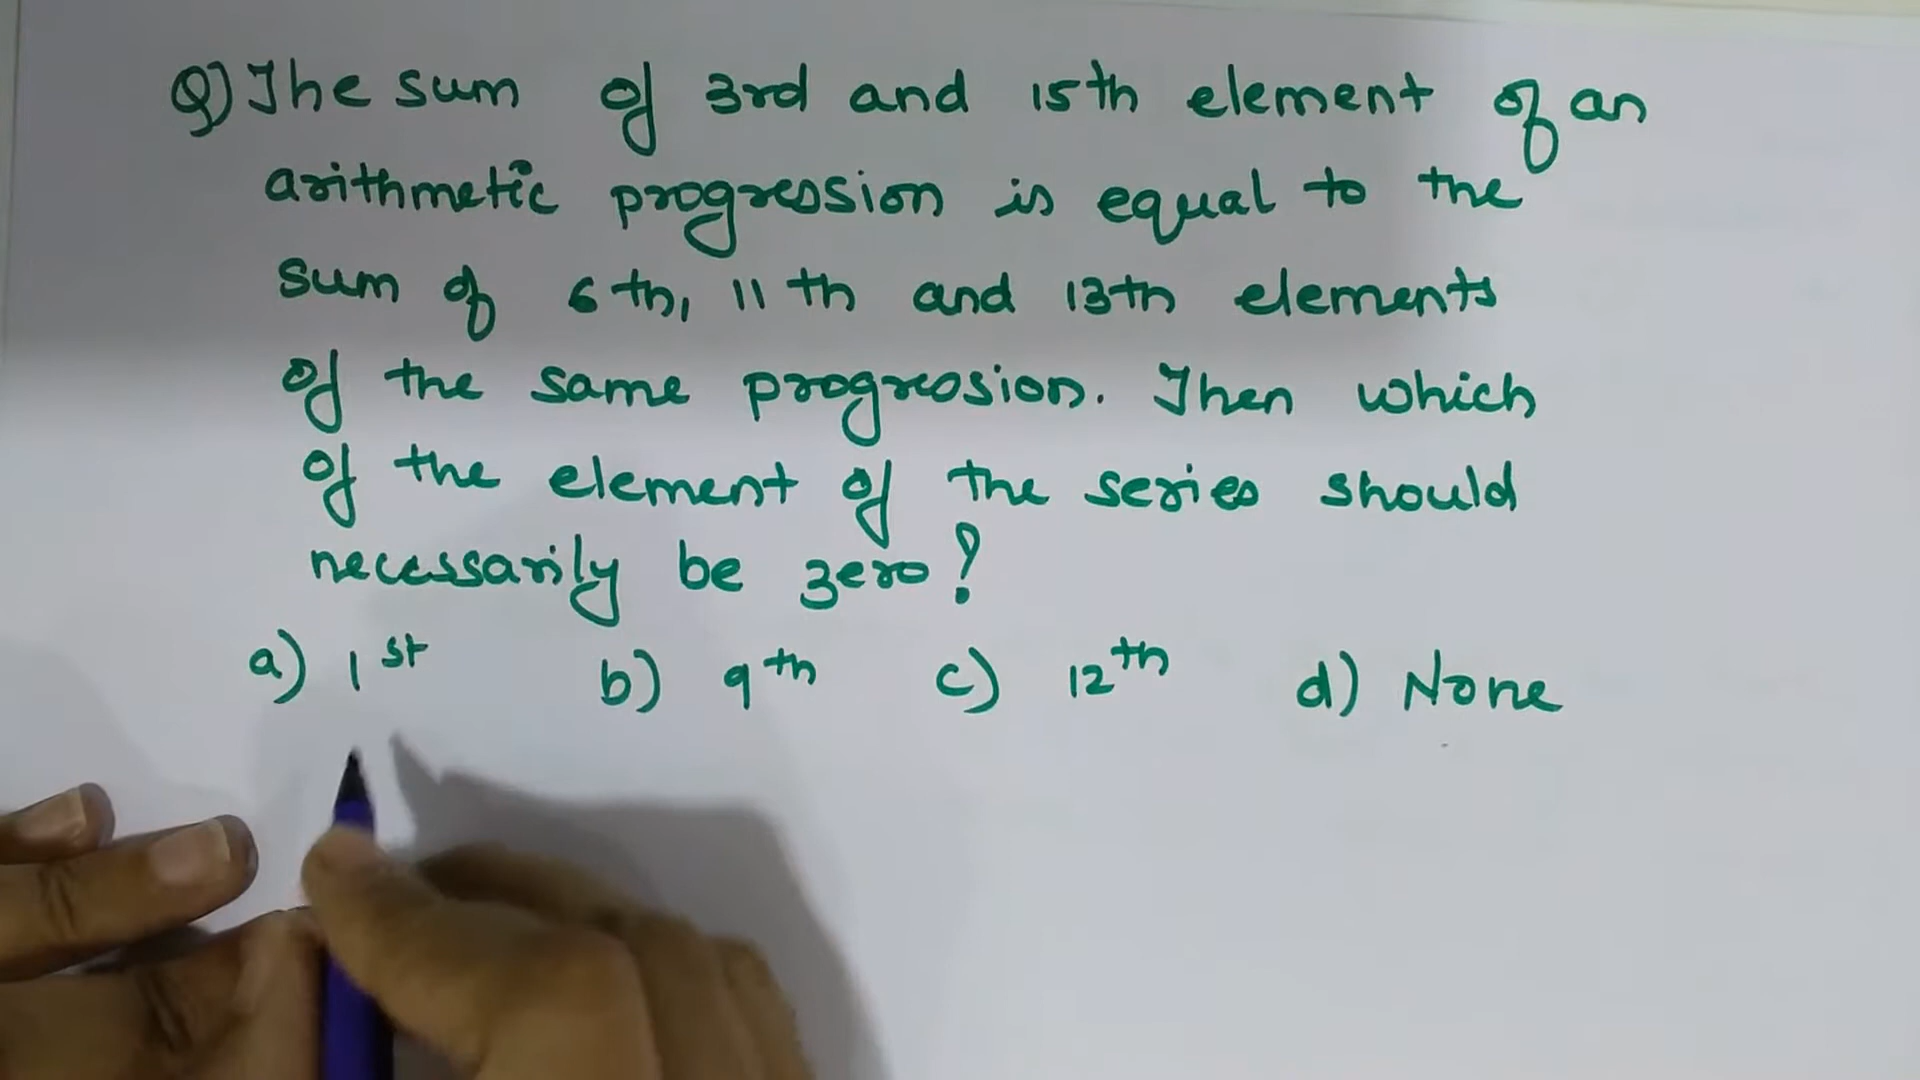 Q) The sum of 3rd and 15th element of an
arithmetic progression is equal to the
sum of 6th, 11th and 13th elements
of the same progression. Then which
of the element of the series should
necessarily be zero?
a) 1st b) 9th c) 12th d) None